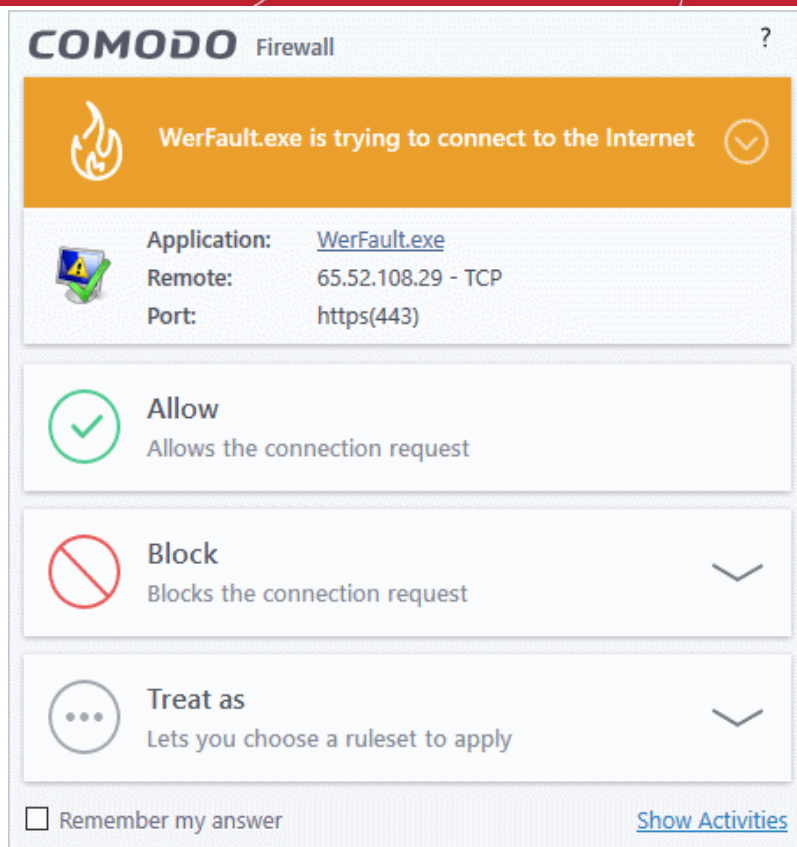 COMODO Firewall ?
WerFault.exe is trying to connect to the Internet
Application: WerFault.exe
Remote: 65.52.108.29 - TCP
Port: https(443)
Allow
Allows the connection request
Block
Blocks the connection request
Treat as
Lets you choose a ruleset to apply
Remember my answer Show Activities